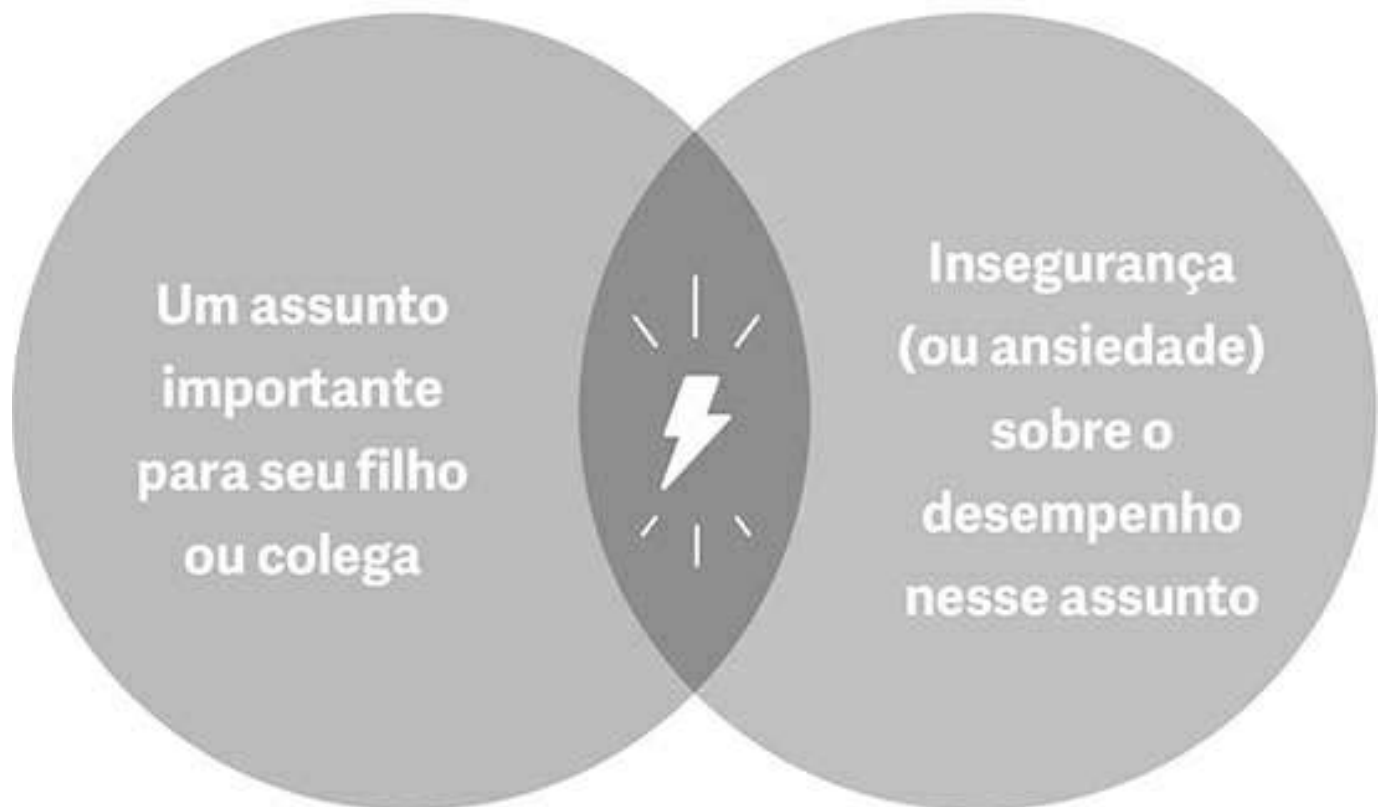 Um assunto
importante
para seu filho
ou colega
Insegurança
(ou ansiedade)
sobre o
desempenho
nesse assunto